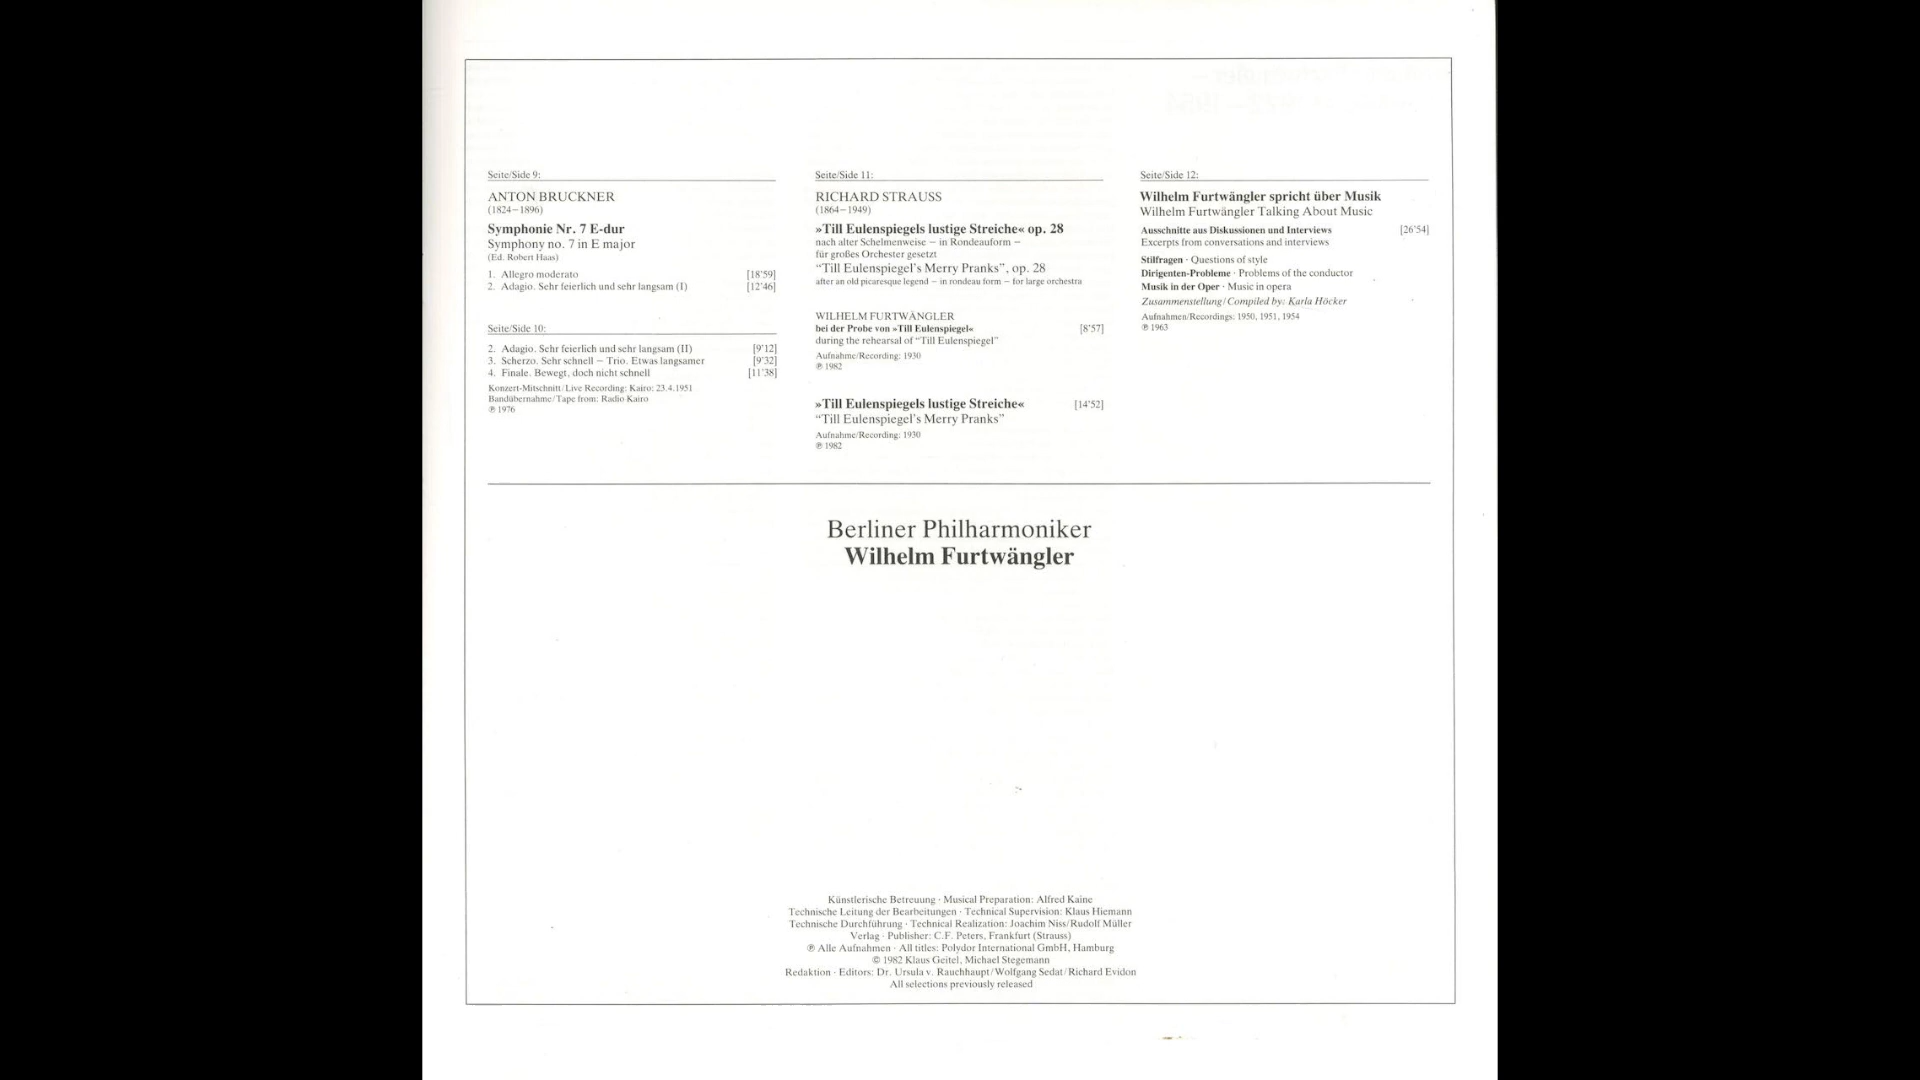 Seite/Side 9:
ANTON BRUCKNER
(1824–1896)
Symphonie Nr. 7 E-dur
Symphony no. 7 in E major
(Ed. Robert Haas)
1. Allegro moderato [18'59]
2. Adagio. Sehr feierlich und sehr langsam (I) [12'46]
Seite/Side 10:
2. Adagio. Sehr feierlich und sehr langsam (II) [9'12]
3. Scherzo. Sehr schnell – Trio. Etwas langsamer [9'32]
4. Finale. Bewegt, doch nicht schnell [11'38]
Konzert-Mitschnitt/Live Recording: Kairo: 23.4.1951
Bandübernahme/Tape from: Radio Kairo
℗ 1976
Seite/Side 11:
RICHARD STRAUSS
(1864–1949)
»Till Eulenspiegels lustige Streiche« op. 28
nach alter Schelmenweise – in Rondeauform –
für großes Orchester gesetzt
“Till Eulenspiegel's Merry Pranks”, op. 28
after an old picaresque legend – in rondeau form – for large orchestra
WILHELM FURTWÄNGLER
bei der Probe von »Till Eulenspiegel« [8'57]
during the rehearsal of “Till Eulenspiegel”
Aufnahme/Recording: 1930
℗ 1982
»Till Eulenspiegels lustige Streiche« [14'52]
“Till Eulenspiegel's Merry Pranks”
Aufnahme/Recording: 1930
℗ 1982
Seite/Side 12:
Wilhelm Furtwängler spricht über Musik
Wilhelm Furtwängler Talking About Music
Ausschnitte aus Diskussionen und Interviews [26'54]
Excerpts from conversations and interviews
Stilfragen · Questions of style
Dirigenten-Probleme · Problems of the conductor
Musik in der Oper · Music in opera
Zusammenstellung/Compiled by: Karla Höcker
Aufnahmen/Recordings: 1950, 1951, 1954
℗ 1963
Berliner Philharmoniker
Wilhelm Furtwängler
Künstlerische Betreuung · Musical Preparation: Alfred Kaine
Technische Leitung der Bearbeitungen · Technical Supervision: Klaus Hiemann
Technische Durchführung · Technical Realization: Joachim Niss/Rudolf Müller
Verlag · Publisher: C.F. Peters, Frankfurt (Strauss)
℗ Alle Aufnahmen · All titles: Polydor International GmbH, Hamburg
© 1982 Klaus Geitel, Michael Stegemann
Redaktion · Editors: Dr. Ursula v. Rauchhaupt/Wolfgang Sedat/Richard Evidon
All selections previously released